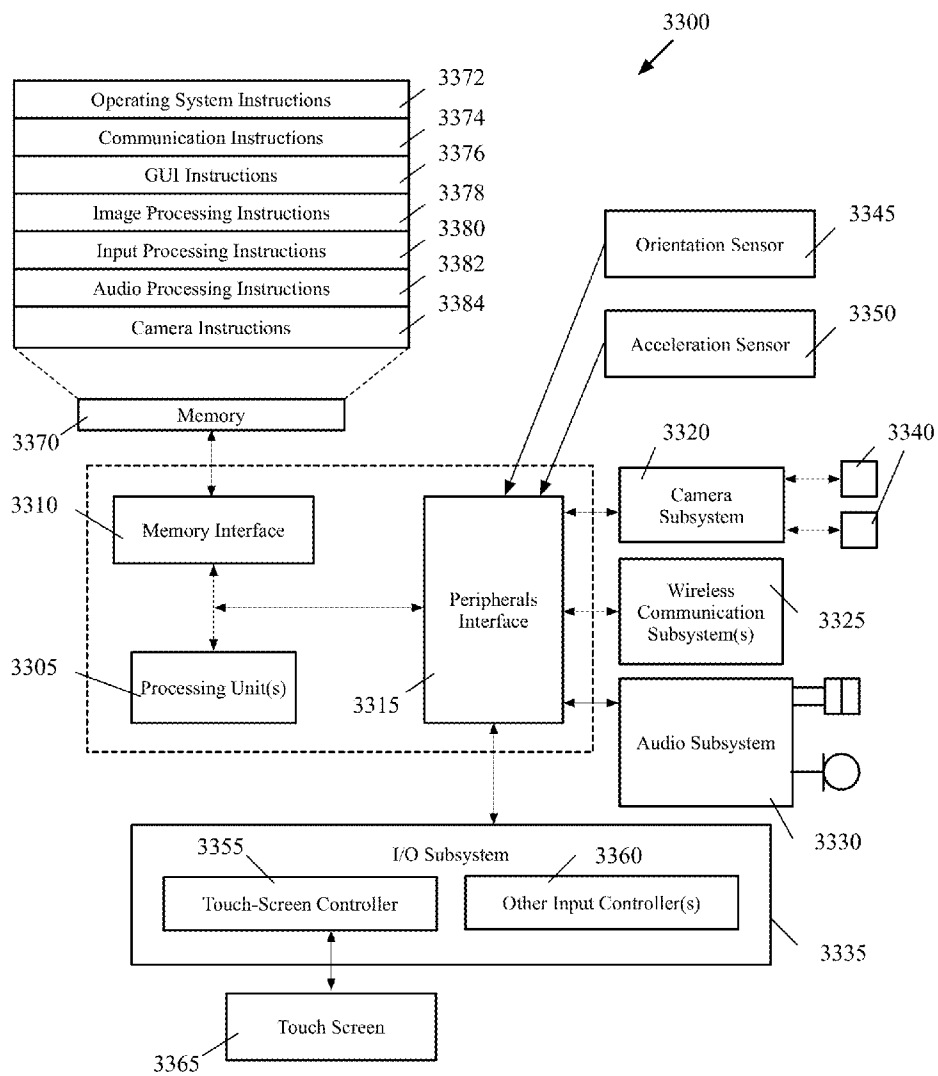 3300
3372
Operating System Instructions
3374
Communication Instructions
3376
GUI Instructions
3378
Image Processing Instructions
3380
Input Processing Instructions
3382
Audio Processing Instructions
3384
Camera Instructions
Memory
3370
3345
Orientation Sensor
3350
Acceleration Sensor
3320
3340
Camera
Subsystem
3310
Memory Interface
Peripherals
Interface
3315
Wireless
Communication
Subsystem(s)
3325
3305
Processing Unit(s)
Audio Subsystem
3330
I/O Subsystem
3355
Touch-Screen Controller
3360
Other Input Controller(s)
3335
Touch Screen
3365